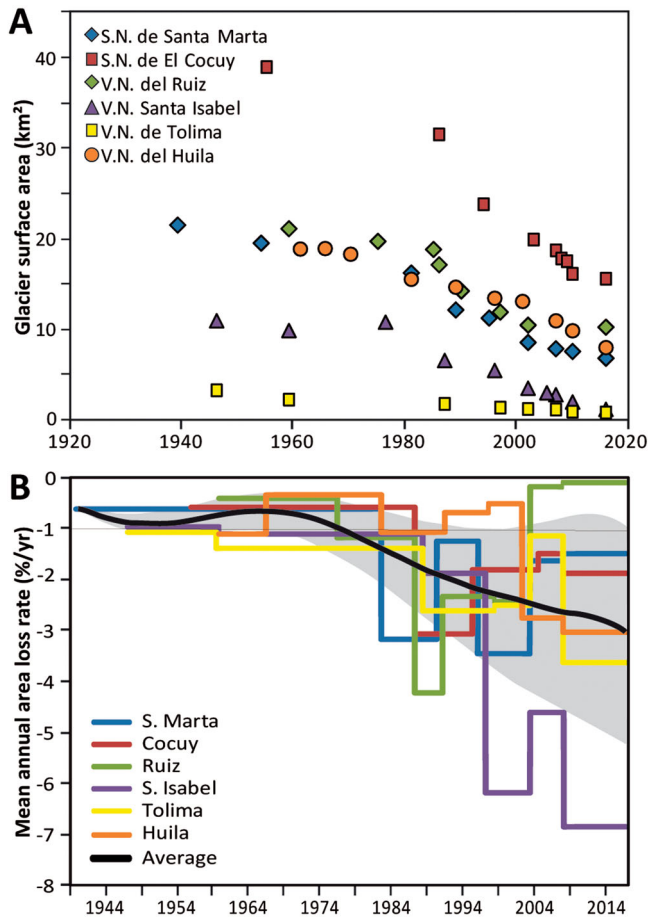 A
S.N. de Santa Marta
S.N. de El Cocuy
V.N. del Ruiz
V.N. Santa Isabel
V.N. de Tolima
V.N. del Huila
Glacier surface area (km²)
40
30
20
10
0
1920 1940 1960 1980 2000 2020
B
Mean annual area loss rate (%/yr)
0
-1
-2
-3
-4
-5
-6
-7
-8
S. Marta
Cocuy
Ruiz
S. Isabel
Tolima
Huila
Average
1944 1954 1964 1974 1984 1994 2004 2014